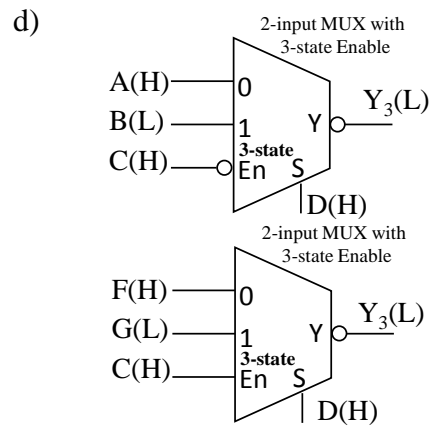 d)
2-input MUX with
3-state Enable
A(H)
0
B(L)
1
Y
Y₃(L)
3-state
C(H)
En
S
D(H)
2-input MUX with
3-state Enable
F(H)
0
G(L)
1
Y
Y₃(L)
3-state
C(H)
En
S
D(H)